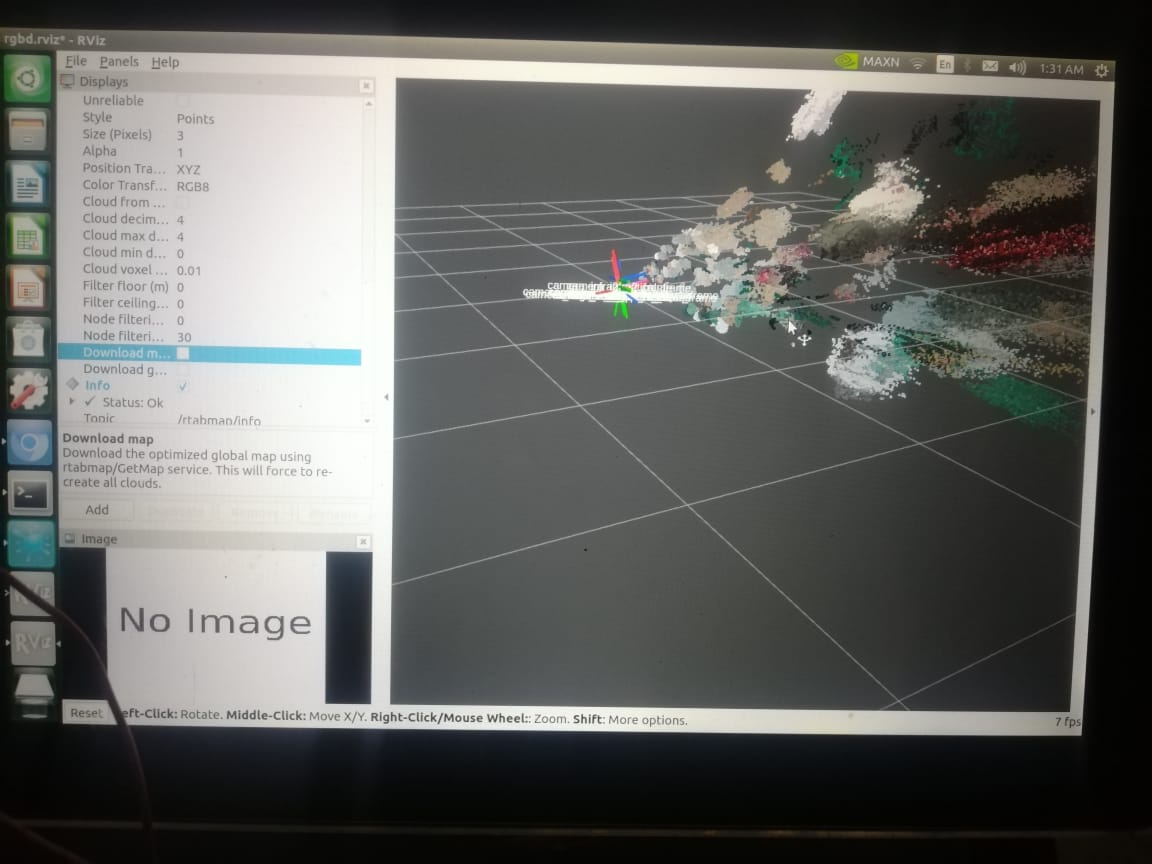 rgbd.rviz* - RViz
File Panels Help
MAXN
En
1:31 AM
Displays
Unreliable
Style Points
Size (Pixels) 3
Alpha 1
Position Tra... XYZ
Color Transf... RGB8
Cloud from ...
Cloud decim... 4
Cloud max d... 4
Cloud min d... 0
Cloud voxel ... 0.01
Filter floor (m) 0
Filter ceiling... 0
Node filteri... 0
Node filteri... 30
Download m...
Download g...
Info
Status: Ok
Topic /rtabmap/info
Download map
Download the optimized global map using
rtabmap/GetMap service. This will force to re-
create all clouds.
Add
Image
No Image
RViz
Reset eft-Click: Rotate. Middle-Click: Move X/Y. Right-Click/Mouse Wheel:: Zoom. Shift: More options.
7 fps